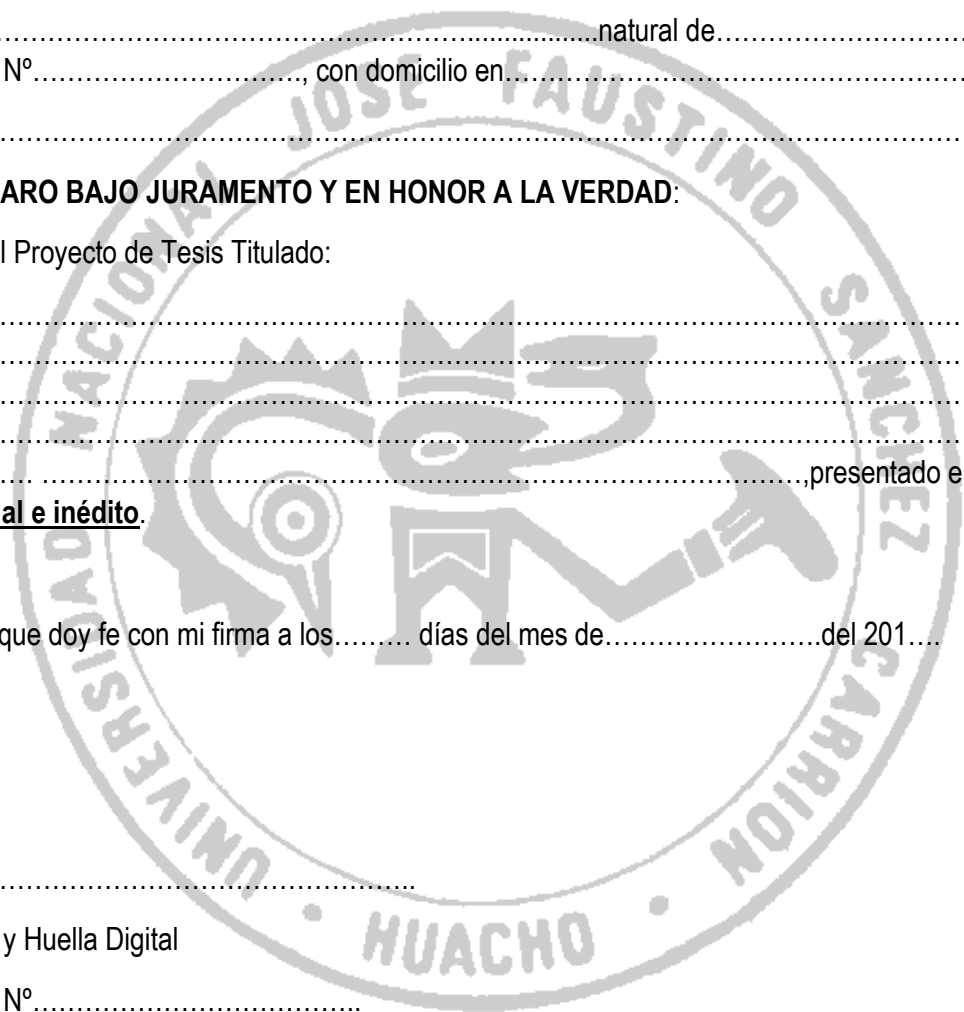 ……………………………………………………...................natural de…………………………
Nº…………………………, con domicilio en………………………………………………
………………………………………………………………………………………………………
ARO BAJO JURAMENTO Y EN HONOR A LA VERDAD:
l Proyecto de Tesis Titulado:
………………………………………………………………………………………………………
………………………………………………………………………………………………………
………………………………………………………………………………………………………
………………………………………………………………………………………………………
…. ………………………………………………………………………………,presentado e
al e inédito.
que doy fe con mi firma a los……… días del mes de…………………….del 201….
…………………………………………..
y Huella Digital
Nº………………………………..
UNIVERSIDAD NACIONAL JOSE FAUSTINO SANCHEZ CARRION
• HUACHO •